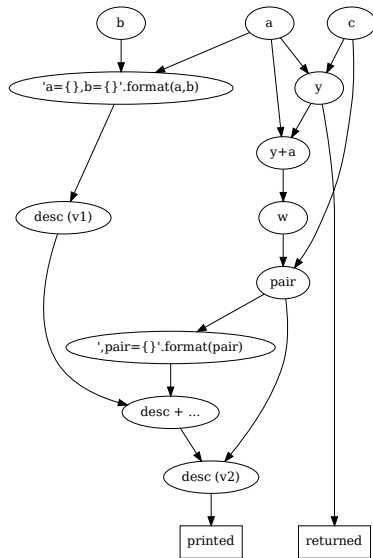 b
a
c
'a={},b={}'.format(a,b)
y
y+a
desc (v1)
w
pair
',pair={}'.format(pair)
desc + ...
desc (v2)
printed
returned